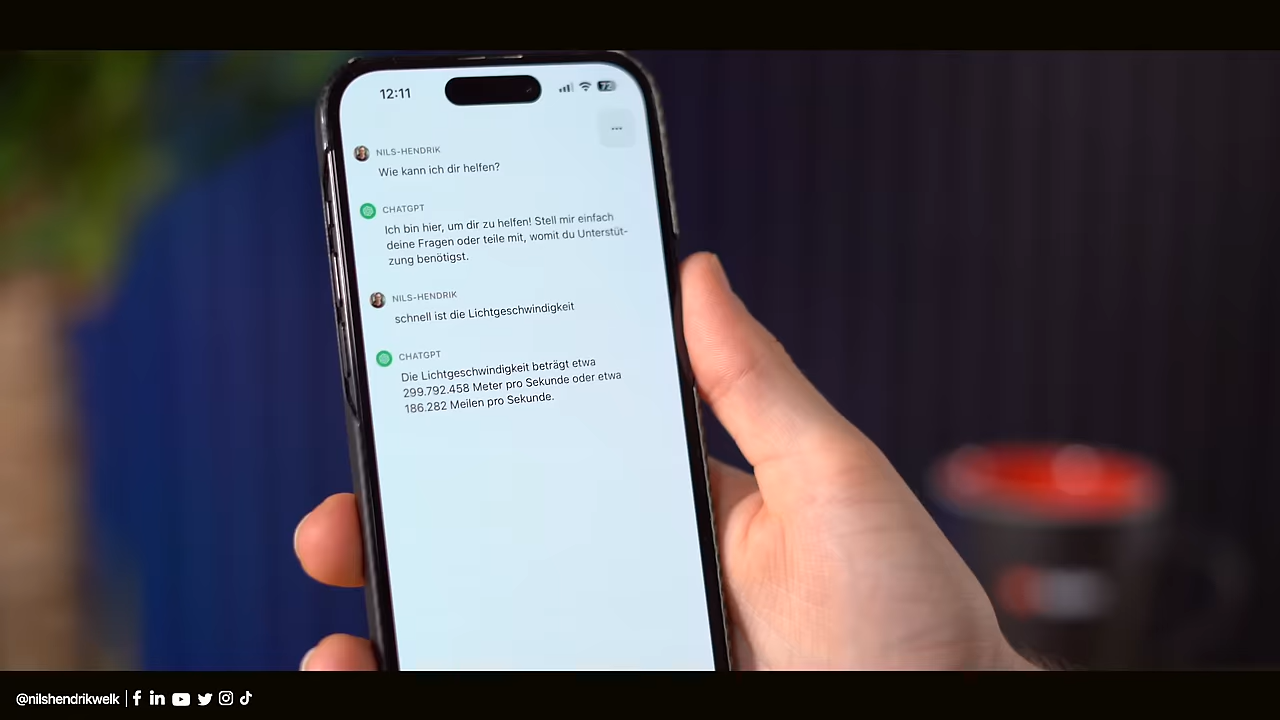 12:11
72
NILS-HENDRIK
Wie kann ich dir helfen?
CHATGPT
Ich bin hier, um dir zu helfen! Stell mir einfach
deine Fragen oder teile mit, womit du Unterstüt-
zung benötigst.
NILS-HENDRIK
schnell ist die Lichtgeschwindigkeit
CHATGPT
Die Lichtgeschwindigkeit beträgt etwa
299.792.458 Meter pro Sekunde oder etwa
186.282 Meilen pro Sekunde.
@nilshendrikwelk